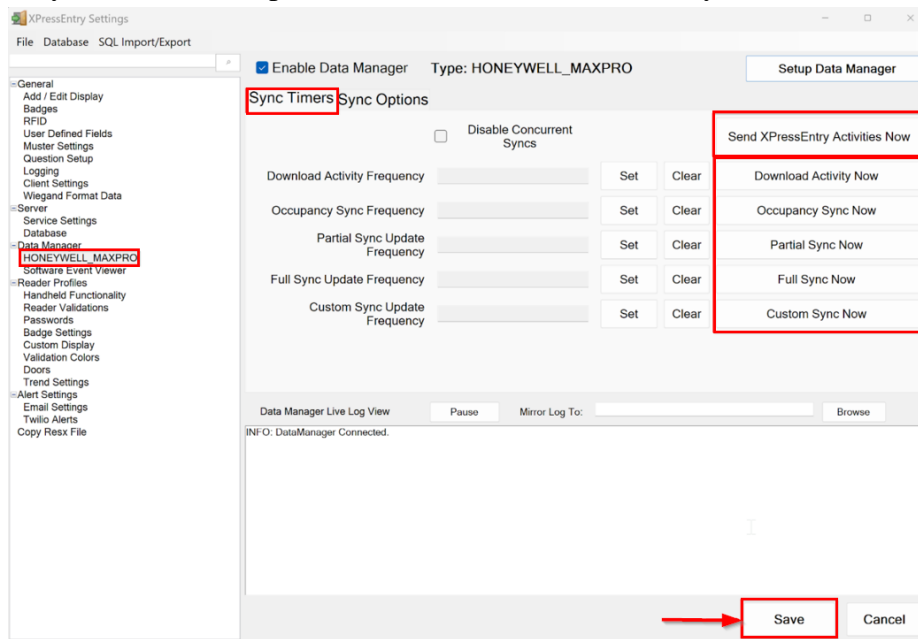 XPressEntry Settings
File Database SQL Import/Export
General
Add / Edit Display
Badges
RFID
User Defined Fields
Muster Settings
Question Setup
Logging
Client Settings
Wiegand Format Data
Server
Service Settings
Database
Data Manager
HONEYWELL_MAXPRO
Software Event Viewer
Reader Profiles
Handheld Functionality
Reader Validations
Passwords
Badge Settings
Custom Display
Validation Colors
Doors
Trend Settings
Alert Settings
Email Settings
Twilio Alerts
Copy Resx File
Enable Data Manager Type: HONEYWELL_MAXPRO Setup Data Manager
Sync Timers Sync Options
Disable Concurrent
Syncs
Send XPressEntry Activities Now
Download Activity Frequency Set Clear Download Activity Now
Occupancy Sync Frequency Set Clear Occupancy Sync Now
Partial Sync Update
Frequency Set Clear Partial Sync Now
Full Sync Update Frequency Set Clear Full Sync Now
Custom Sync Update
Frequency Set Clear Custom Sync Now
Data Manager Live Log View Pause Mirror Log To: Browse
INFO: DataManager Connected.
Save Cancel